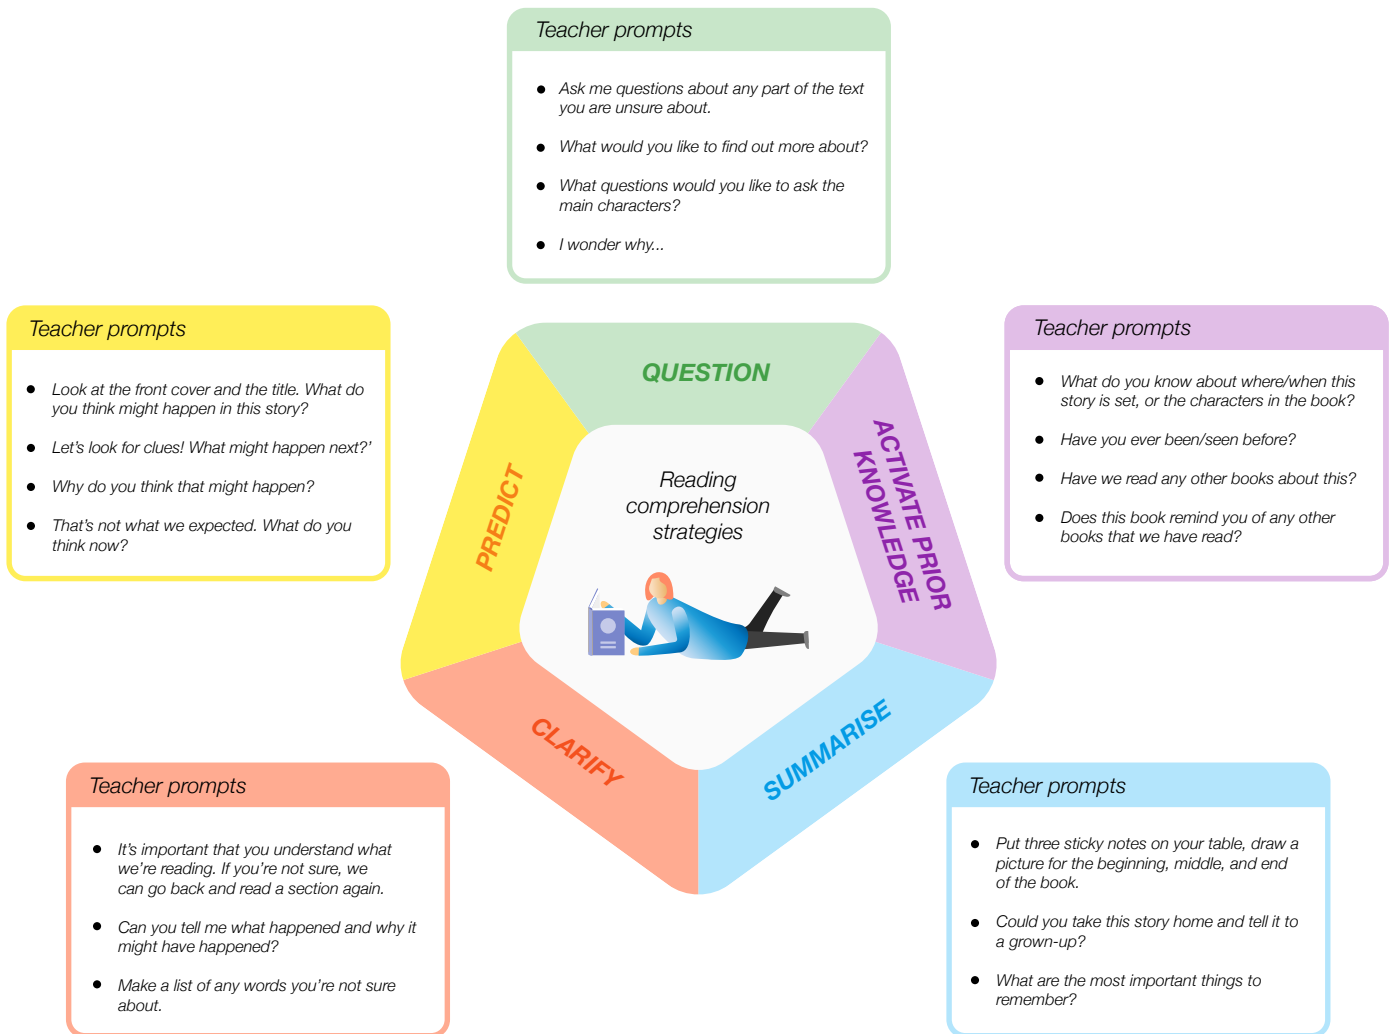 Teacher prompts
● Ask me questions about any part of the text
you are unsure about.
● What would you like to find out more about?
● What questions would you like to ask the
main characters?
● I wonder why...
Teacher prompts
● Look at the front cover and the title. What do
you think might happen in this story?
● Let's look for clues! What might happen next?'
● Why do you think that might happen?
● That's not what we expected. What do you
think now?
Teacher prompts
● What do you know about where/when this
story is set, or the characters in the book?
● Have you ever been/seen before?
● Have we read any other books about this?
● Does this book remind you of any other
books that we have read?
QUESTION
PREDICT
ACTIVATE PRIOR
KNOWLEDGE
Reading
comprehension
strategies
CLARIFY
SUMMARISE
Teacher prompts
● It's important that you understand what
we're reading. If you're not sure, we
can go back and read a section again.
● Can you tell me what happened and why it
might have happened?
● Make a list of any words you're not sure
about.
Teacher prompts
● Put three sticky notes on your table, draw a
picture for the beginning, middle, and end
of the book.
● Could you take this story home and tell it to
a grown-up?
● What are the most important things to
remember?